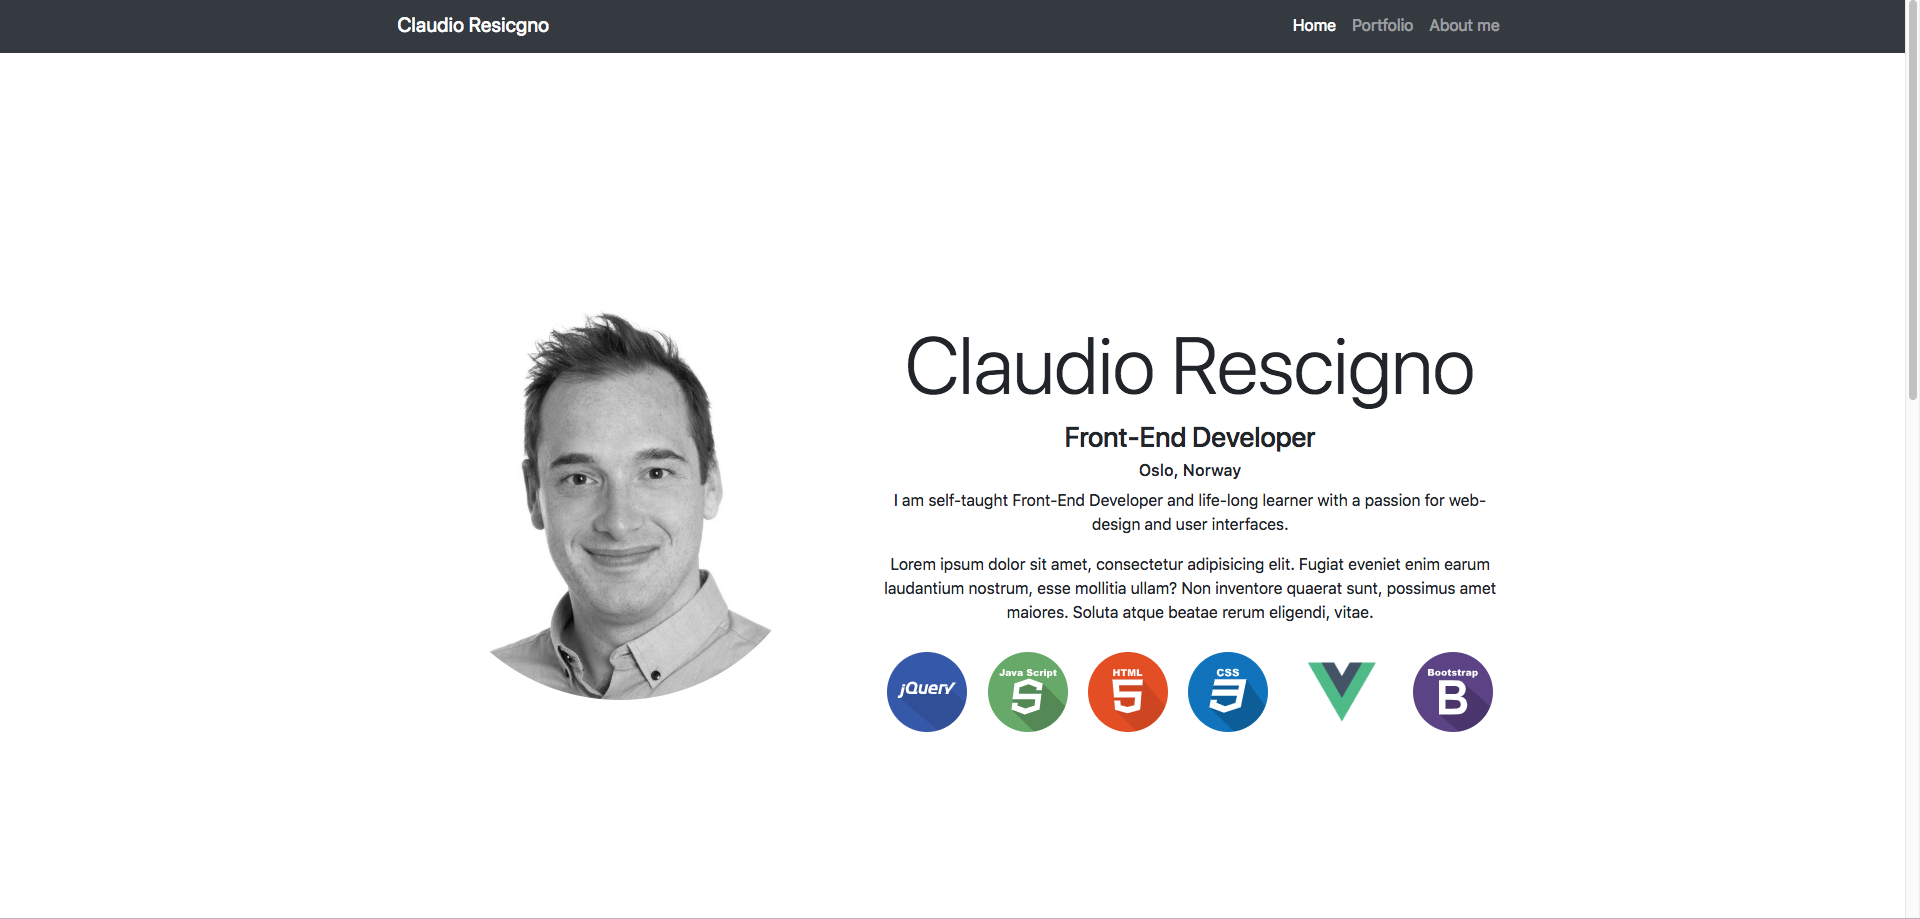 Claudio Resicgno
Home Portfolio About me
Claudio Rescigno
Front-End Developer
Oslo, Norway
I am self-taught Front-End Developer and life-long learner with a passion for web-
design and user interfaces.
Lorem ipsum dolor sit amet, consectetur adipisicing elit. Fugiat eveniet enim earum
laudantium nostrum, esse mollitia ullam? Non inventore quaerat sunt, possimus amet
maiores. Soluta atque beatae rerum eligendi, vitae.
jQuery
Java Script
HTML
5
CSS
3
Bootstrap
B